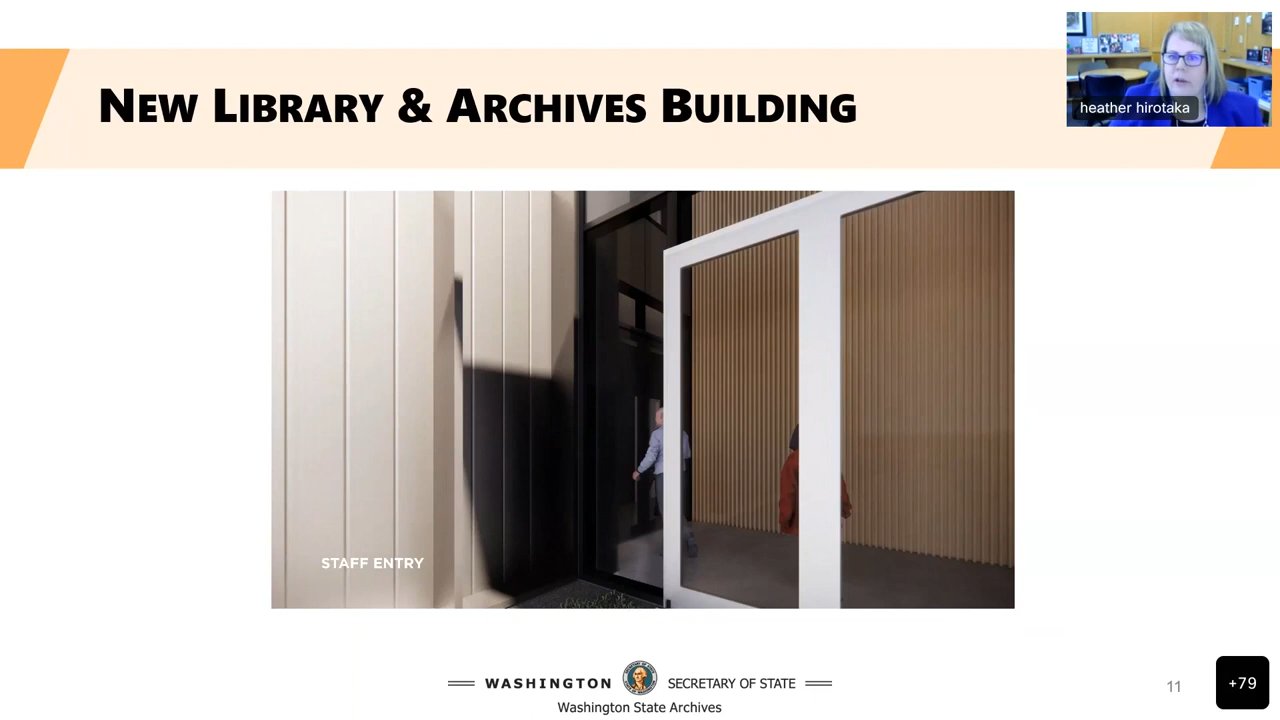 NEW LIBRARY & ARCHIVES BUILDING
heather hirotaka
STAFF ENTRY
WASHINGTON SECRETARY OF STATE
Washington State Archives
11
+79